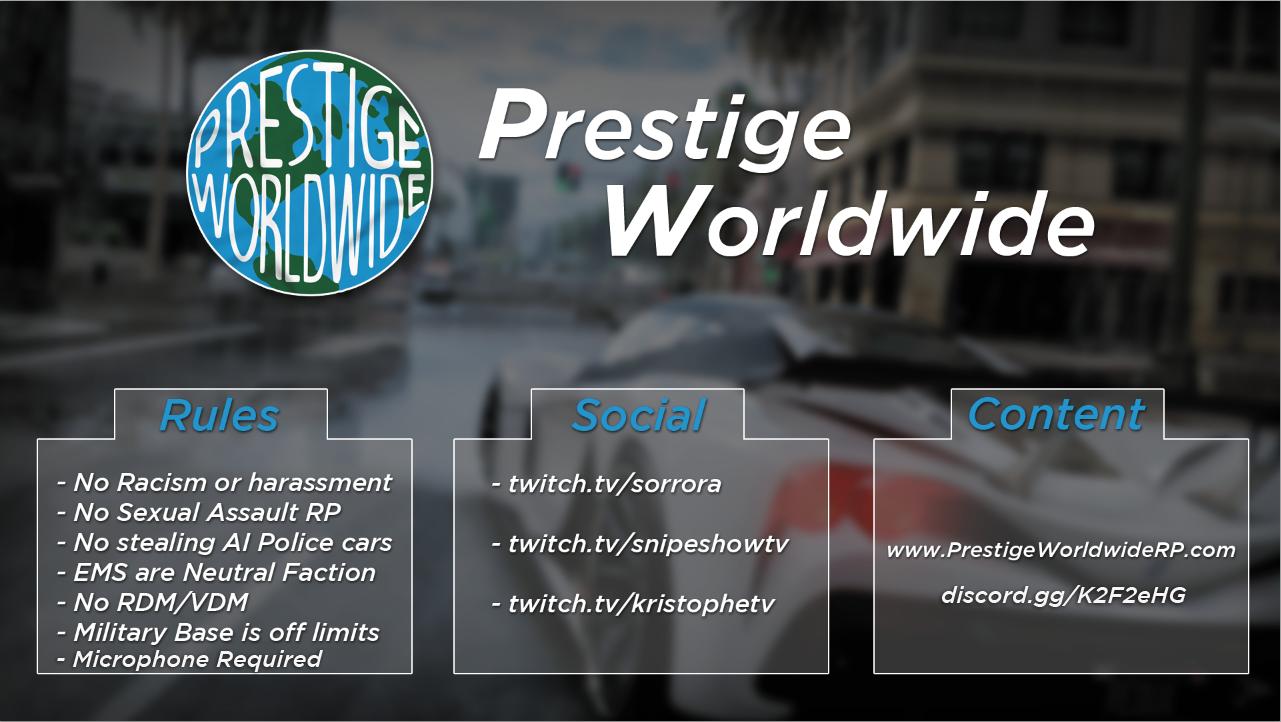 PRESTIGE
WORLDWIDE
Prestige
Worldwide
Rules
- No Racism or harassment
- No Sexual Assault RP
- No stealing AI Police cars
- EMS are Neutral Faction
- No RDM/VDM
- Military Base is off limits
- Microphone Required
Social
- twitch.tv/sorrora
- twitch.tv/snipeshowtv
- twitch.tv/kristophetv
Content
www.PrestigeWorldwideRP.com
discord.gg/K2F2eHG